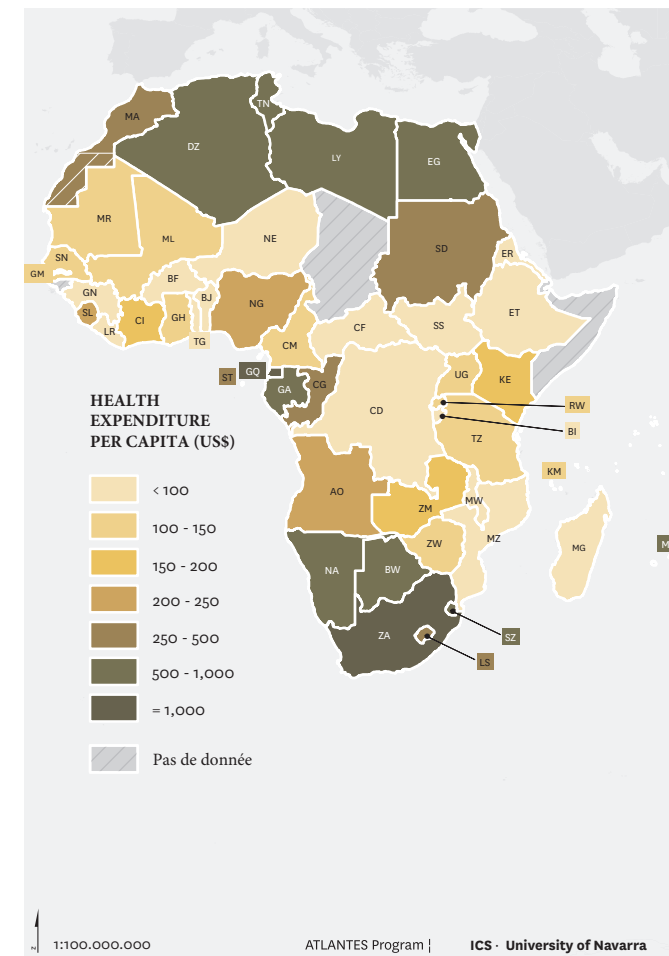 MA
TN
DZ
LY
EG
MR
ML
NE
SD
ER
SN
GM
GN
BF
BJ
NG
SL
CI
GH
LR
TG
CM
CF
SS
ET
ST
GQ
GA
CG
UG
KE
CD
RW
BI
TZ
HEALTH
EXPENDITURE
PER CAPITA (US$)
< 100
100 - 150
150 - 200
200 - 250
250 - 500
500 - 1,000
= 1,000
Pas de donnée
KM
AO
ZM
MW
ZW
MZ
MG
M
NA
BW
ZA
SZ
LS
N
1:100.000.000
ATLANTES Program ¦
ICS · University of Navarra